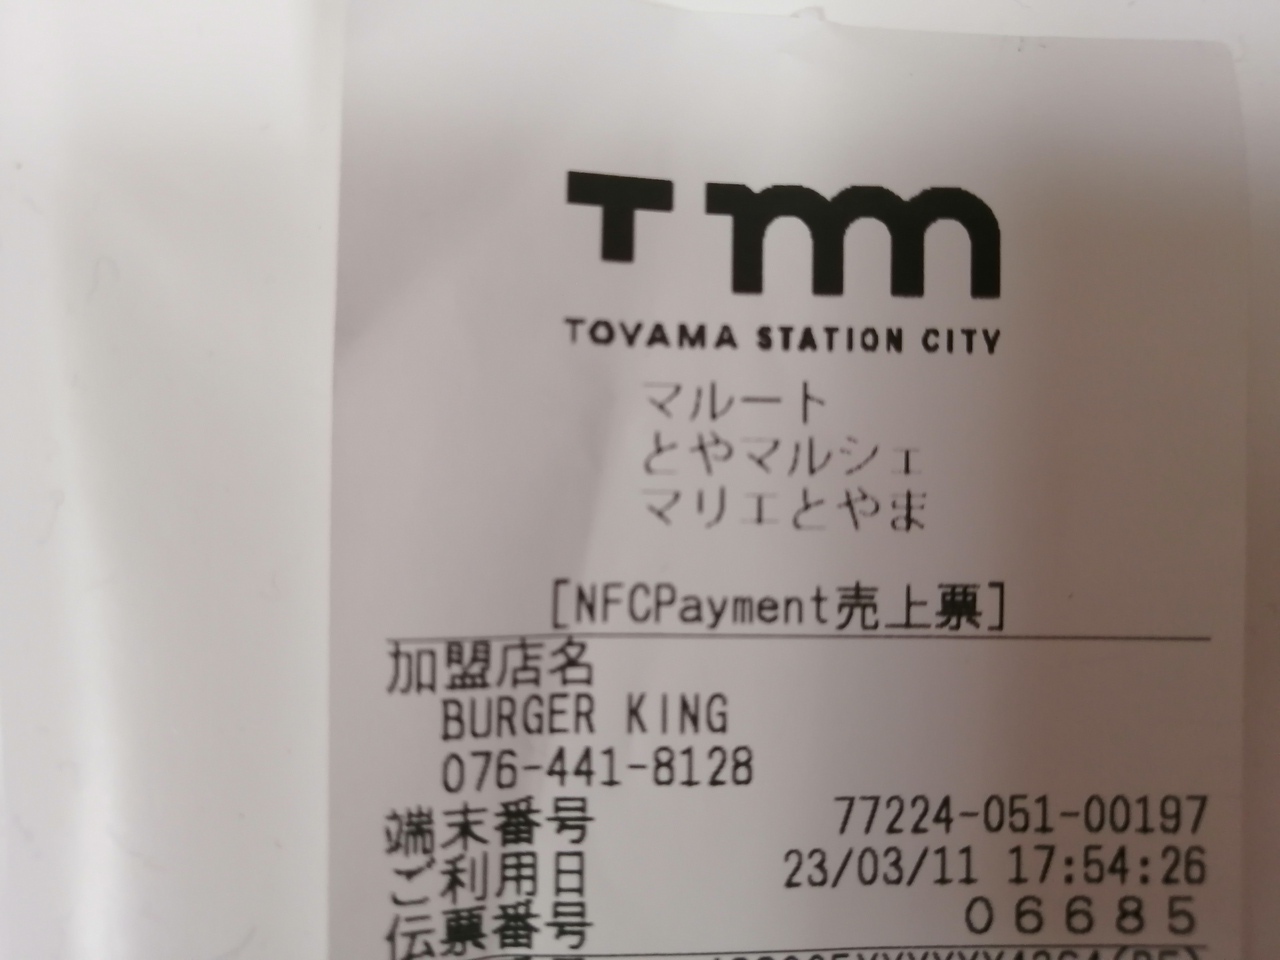 Tmm
TOYAMA STATION CITY
マルート
とやマルシェ
マリエとやま
[NFCPayment売上票]
加盟店名
BURGER KING
076-441-8128
端末番号 77224-051-00197
ご利用日 23/03/11 17:54:26
伝票番号 06685